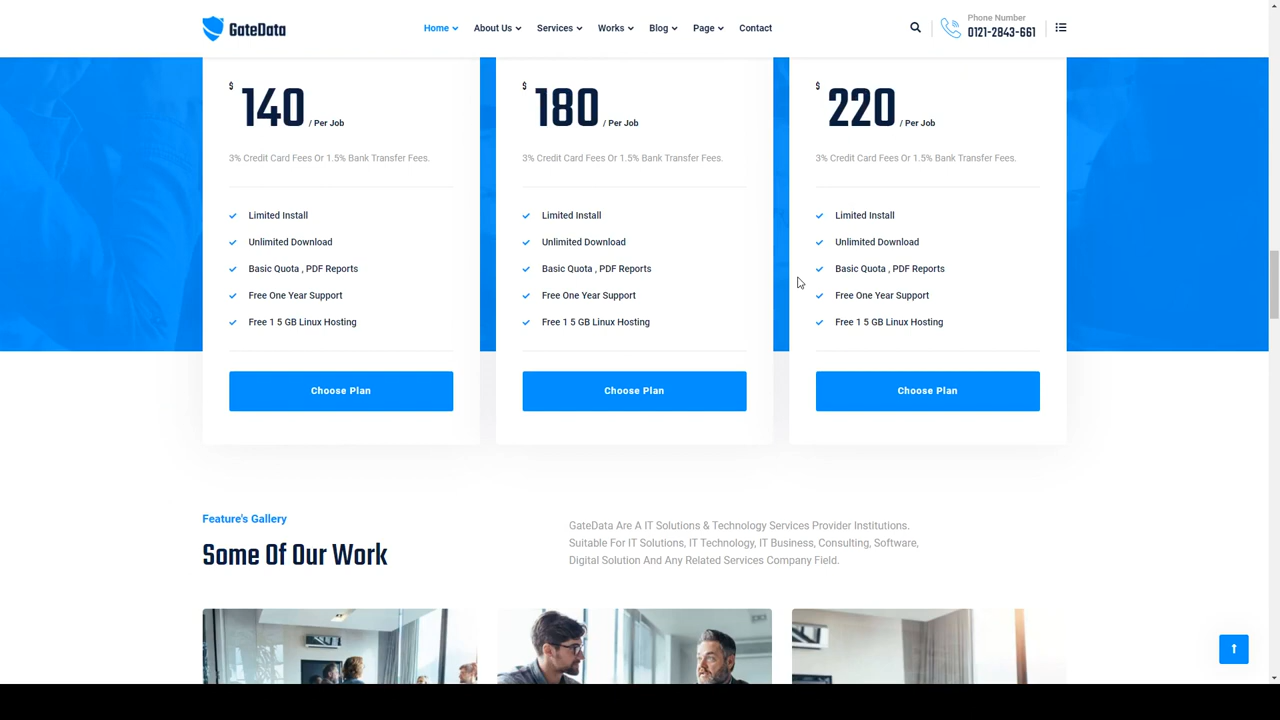 GateData
Home
About Us
Services
Works
Blog
Page
Contact
Phone Number
0121-2843-661
$ 140 / Per Job
3% Credit Card Fees Or 1.5% Bank Transfer Fees.
Limited Install
Unlimited Download
Basic Quota , PDF Reports
Free One Year Support
Free 1 5 GB Linux Hosting
Choose Plan
$ 180 / Per Job
3% Credit Card Fees Or 1.5% Bank Transfer Fees.
Limited Install
Unlimited Download
Basic Quota , PDF Reports
Free One Year Support
Free 1 5 GB Linux Hosting
Choose Plan
$ 220 / Per Job
3% Credit Card Fees Or 1.5% Bank Transfer Fees.
Limited Install
Unlimited Download
Basic Quota , PDF Reports
Free One Year Support
Free 1 5 GB Linux Hosting
Choose Plan
Feature's Gallery
Some Of Our Work
GateData Are A IT Solutions & Technology Services Provider Institutions.
Suitable For IT Solutions, IT Technology, IT Business, Consulting, Software,
Digital Solution And Any Related Services Company Field.